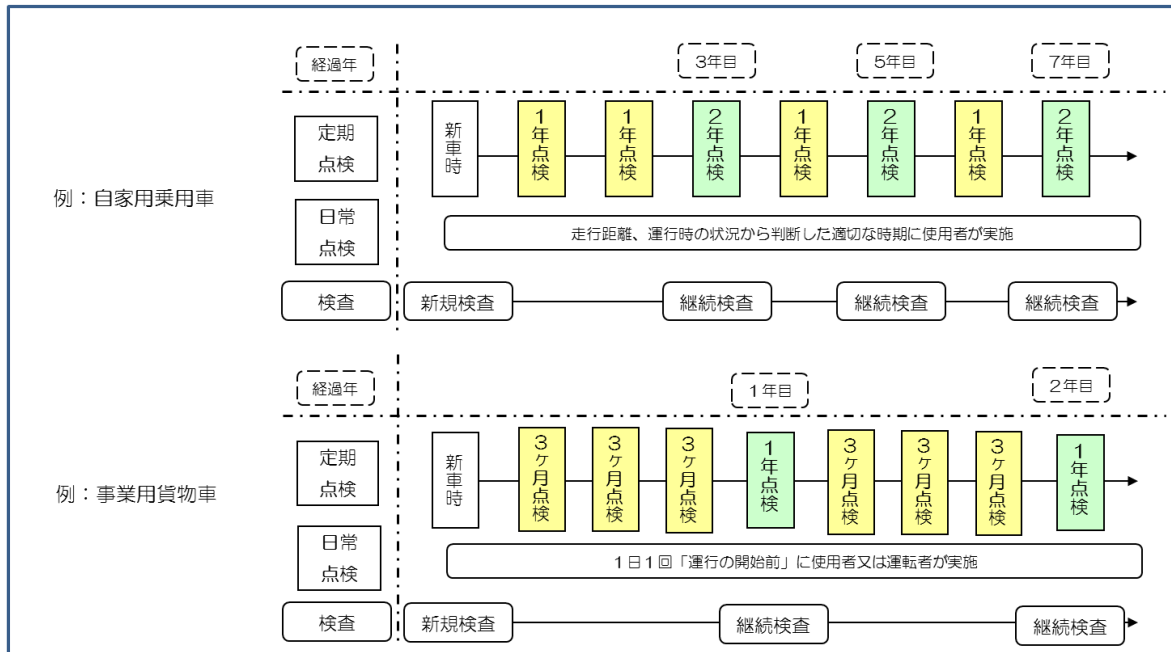 経過年
3年目
5年目
7年目
定期
点検
新車時
1年点検
1年点検
2年点検
1年点検
2年点検
1年点検
2年点検
例：自家用乗用車
日常
点検
走行距離、運行時の状況から判断した適切な時期に使用者が実施
検査
新規検査
継続検査
継続検査
継続検査
経過年
1年目
2年目
定期
点検
新車時
3ヶ月点検
3ヶ月点検
3ヶ月点検
1年点検
3ヶ月点検
3ヶ月点検
3ヶ月点検
1年点検
例：事業用貨物車
日常
点検
1日1回「運行の開始前」に使用者又は運転者が実施
検査
新規検査
継続検査
継続検査